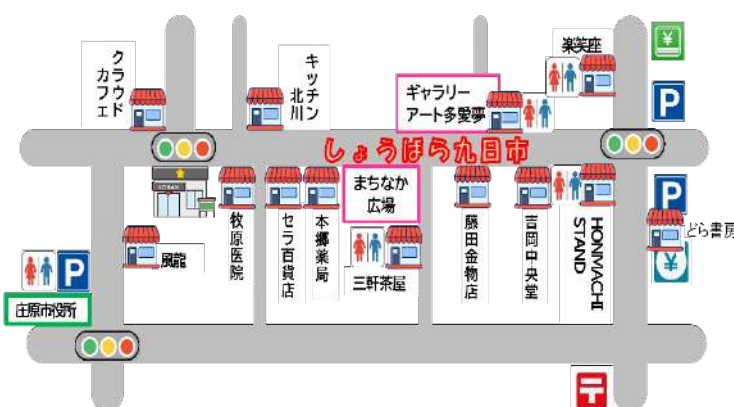 クラウド
カフェ
キッチン
北川
ギャラリー
アート多愛夢
楽笑座
¥
P
しょうばら九日市
KOBAN
牧原医院
セラ百貨店
本郷薬局
まちなか
広場
三軒茶屋
藤田金物店
吉岡中央堂
HONMACHI
STAND
P
どら書房
¥
風龍
P
庄原市役所
〒